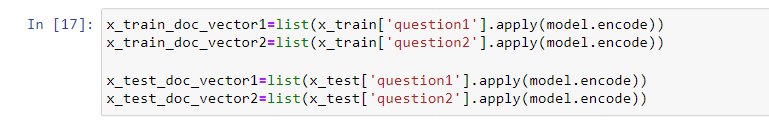 In [17]: x_train_doc_vector1=list(x_train['question1'].apply(model.encode))
x_train_doc_vector2=list(x_train['question2'].apply(model.encode))
x_test_doc_vector1=list(x_test['question1'].apply(model.encode))
x_test_doc_vector2=list(x_test['question2'].apply(model.encode))